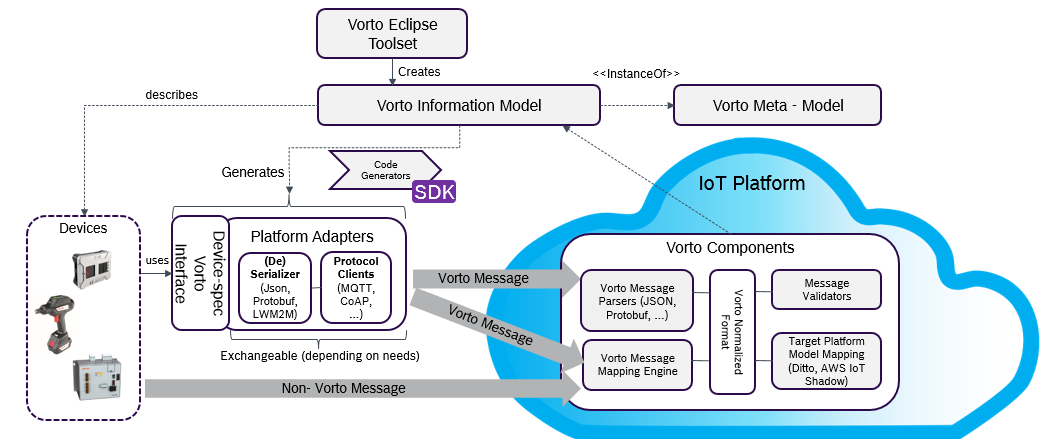 Vorto Eclipse
Toolset
Creates
<<InstanceOf>>
describes
Vorto Information Model
Vorto Meta - Model
Generates
Code
Generators
SDK
IoT Platform
Devices
uses
Device-spec
Vorto
Interface
Platform Adapters
(De)
Serializer
(Json,
Protobuf,
LWM2M)
Protocol
Clients
(MQTT,
CoAP,
...)
Exchangeable (depending on needs)
Vorto Message
Vorto Message
Non- Vorto Message
Vorto Components
Vorto Message
Parsers (JSON,
Protobuf, ...)
Vorto Message
Mapping Engine
Vorto Normalized
Format
Message
Validators
Target Platform
Model Mapping
(Ditto, AWS IoT
Shadow)